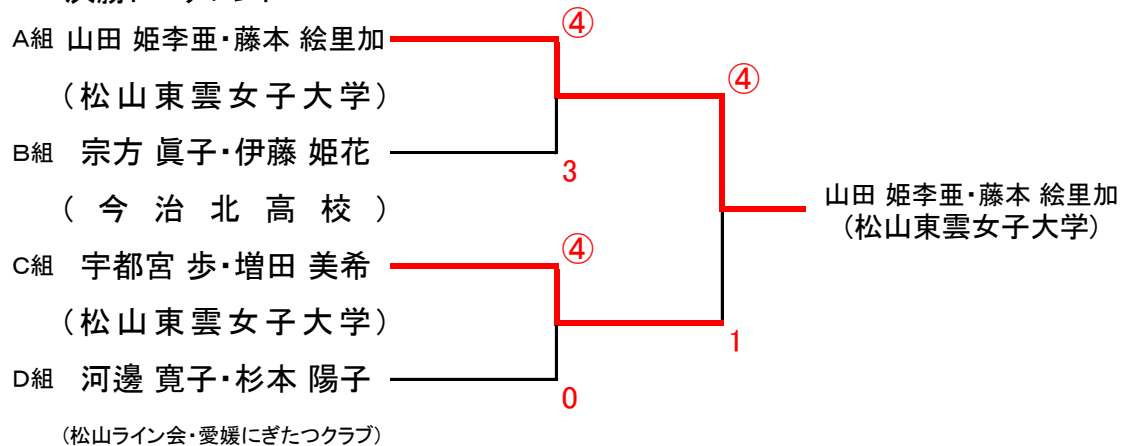 A組 山田 姫李亜・藤本 絵里加
④
(松山東雲女子大学)
④
B組 宗方 眞子・伊藤 姫花
3
(今治北高校)
山田 姫李亜・藤本 絵里加
(松山東雲女子大学)
C組 宇都宮 歩・増田 美希
④
(松山東雲女子大学)
1
D組 河邊 寛子・杉本 陽子
0
(松山ライン会・愛媛にぎたつクラブ)